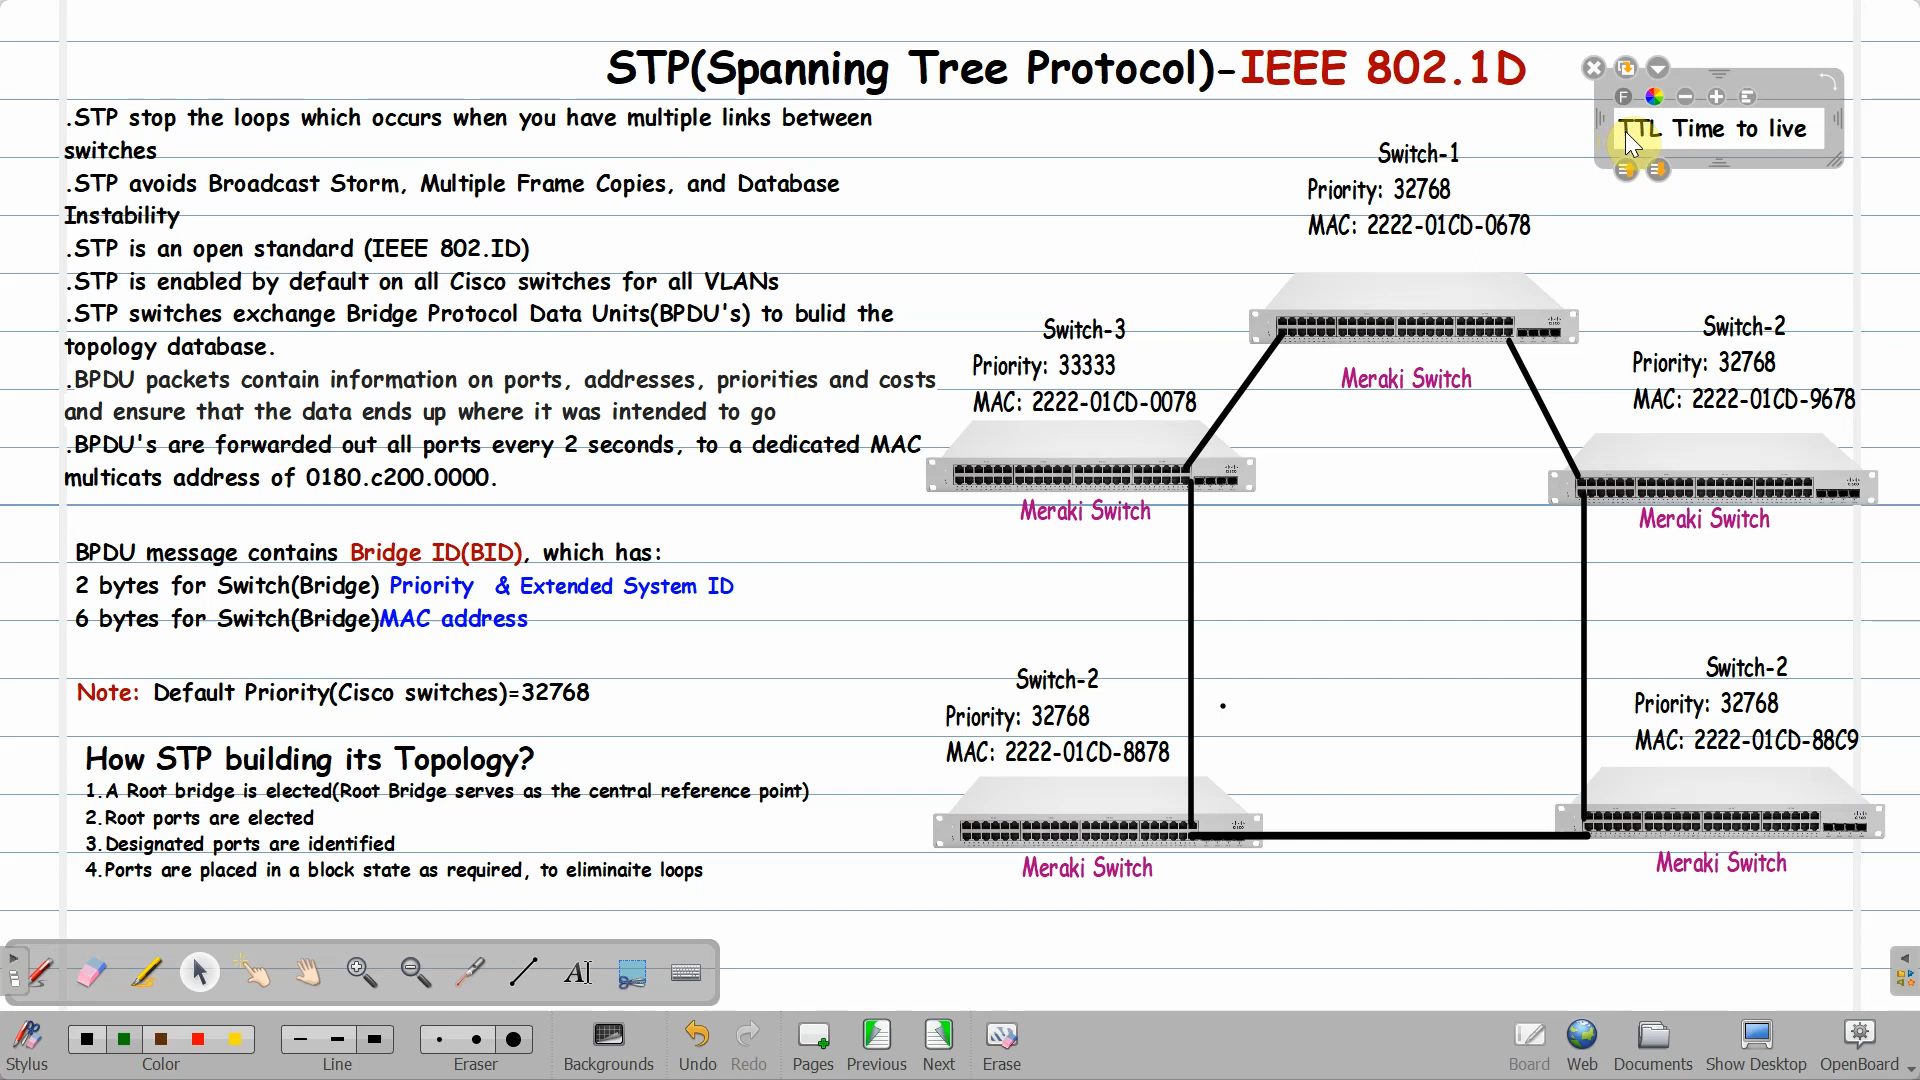 STP(Spanning Tree Protocol)-IEEE 802.1D
.STP stop the loops which occurs when you have multiple links between
switches
.STP avoids Broadcast Storm, Multiple Frame Copies, and Database
Instability
.STP is an open standard (IEEE 802.ID)
.STP is enabled by default on all Cisco switches for all VLANs
.STP switches exchange Bridge Protocol Data Units(BPDU's) to bulid the
topology database.
.BPDU packets contain information on ports, addresses, priorities and costs
and ensure that the data ends up where it was intended to go
.BPDU's are forwarded out all ports every 2 seconds, to a dedicated MAC
multicats address of 0180.c200.0000.
BPDU message contains Bridge ID(BID), which has:
2 bytes for Switch(Bridge) Priority & Extended System ID
6 bytes for Switch(Bridge)MAC address
Note: Default Priority(Cisco switches)=32768
How STP building its Topology?
1.A Root bridge is elected(Root Bridge serves as the central reference point)
2.Root ports are elected
3.Designated ports are identified
4.Ports are placed in a block state as required, to eliminaite loops
F
TTL Time to live
Switch-1
Priority: 32768
MAC: 2222-01CD-0678
Meraki Switch
Switch-3
Priority: 33333
MAC: 2222-01CD-0078
Meraki Switch
Switch-2
Priority: 32768
MAC: 2222-01CD-9678
Meraki Switch
Switch-2
Priority: 32768
MAC: 2222-01CD-8878
Meraki Switch
Switch-2
Priority: 32768
MAC: 2222-01CD-88C9
Meraki Switch
AI
Stylus
Color
Line
Eraser
Backgrounds
Undo
Redo
Pages
Previous
Next
Erase
Board
Web
Documents
Show Desktop
OpenBoard